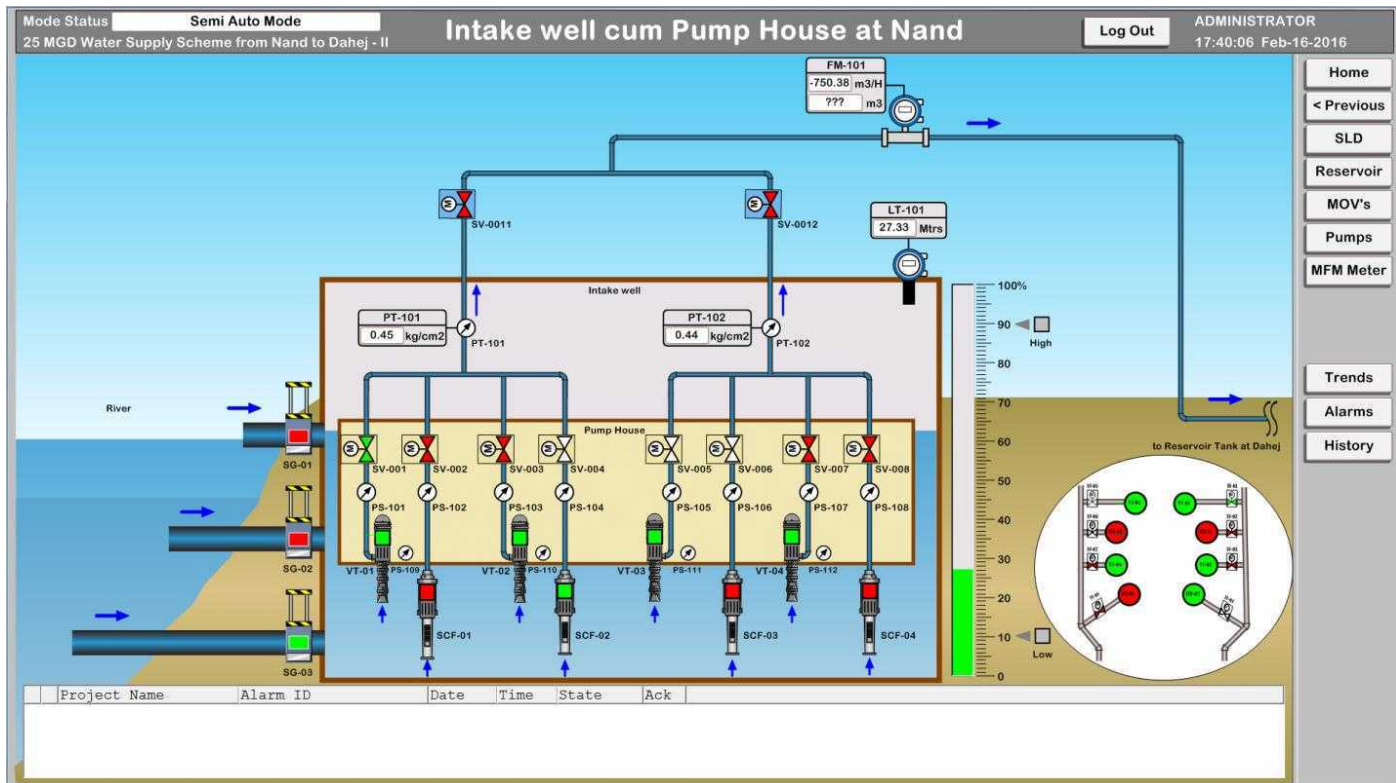 Mode Status Semi Auto Mode
25 MGD Water Supply Scheme from Nand to Dahej - II
Intake well cum Pump House at Nand
Log Out
ADMINISTRATOR
17:40:06 Feb-16-2016
Home
< Previous
SLD
Reservoir
MOV's
Pumps
MFM Meter
Trends
Alarms
History
FM-101
-750.38 m3/H
??? m3
SV-0011
SV-0012
LT-101
27.33 Mtrs
Intake well
PT-101
0.45 kg/cm2
PT-101
PT-102
0.44 kg/cm2
PT-102
100%
90
High
80
70
60
50
40
30
20
10
Low
0
River
SG-01
SG-02
SG-03
Pump House
M M M M M M M M
SV-001 SV-002 SV-003 SV-004 SV-005 SV-006 SV-007 SV-008
PS-101 PS-102 PS-103 PS-104 PS-105 PS-106 PS-107 PS-108
VT-01 PS-109 VT-02 PS-110 VT-03 PS-111 VT-04 PS-112
SCF-01 SCF-02 SCF-03 SCF-04
to Reservoir Tank at Dahej
Project Name Alarm ID Date Time State Ack